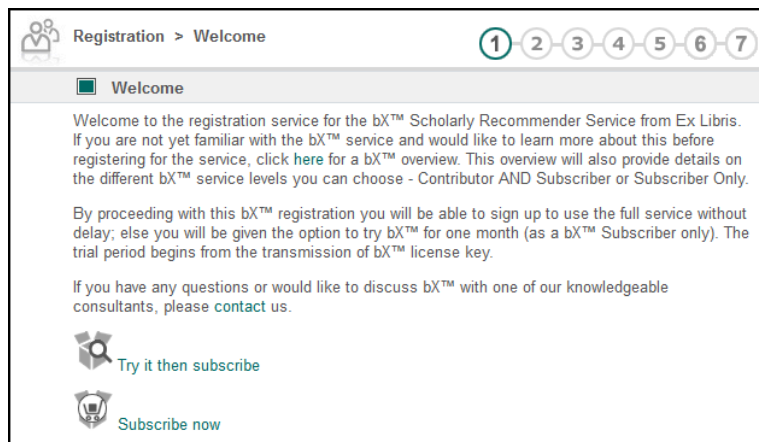 Registration > Welcome
1 2 3 4 5 6 7
Welcome
Welcome to the registration service for the bX™ Scholarly Recommender Service from Ex Libris.
If you are not yet familiar with the bX™ service and would like to learn more about this before
registering for the service, click here for a bX™ overview. This overview will also provide details on
the different bX™ service levels you can choose - Contributor AND Subscriber or Subscriber Only.
By proceeding with this bX™ registration you will be able to sign up to use the full service without
delay; else you will be given the option to try bX™ for one month (as a bX™ Subscriber only). The
trial period begins from the transmission of bX™ license key.
If you have any questions or would like to discuss bX™ with one of our knowledgeable
consultants, please contact us.
Try it then subscribe
Subscribe now